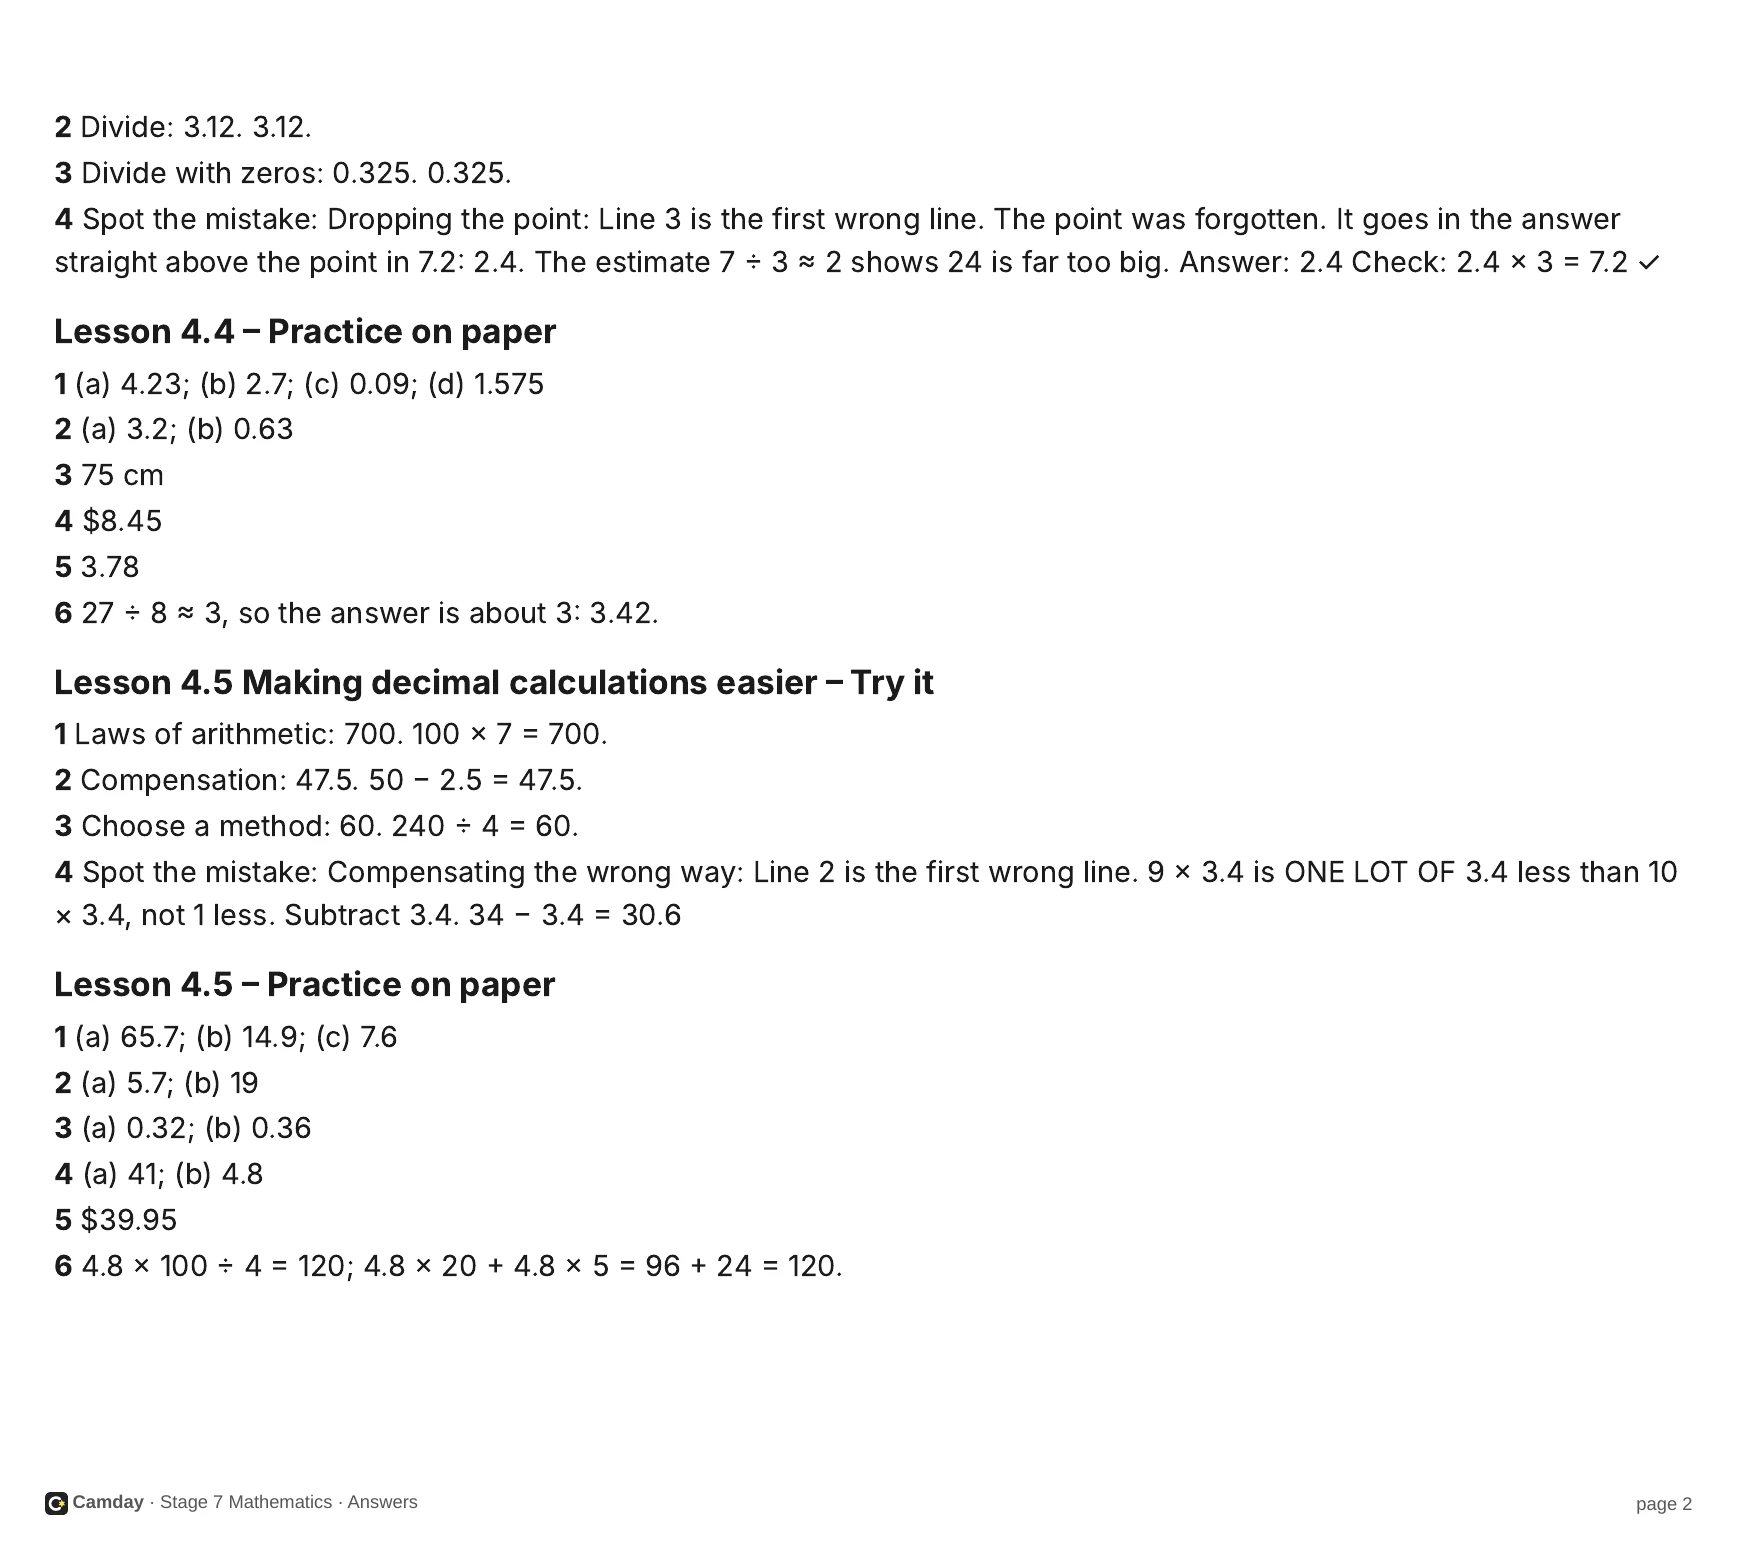 2 Divide: 3.12. 3.12.
3 Divide with zeros: 0.325. 0.325.
4 Spot the mistake: Dropping the point: Line 3 is the first wrong line. The point was forgotten. It goes in the answer
straight above the point in 7.2: 2.4. The estimate 7 ÷ 3 ≈ 2 shows 24 is far too big. Answer: 2.4 Check: 2.4 × 3 = 7.2 ✓
Lesson 4.4 – Practice on paper
1 (a) 4.23; (b) 2.7; (c) 0.09; (d) 1.575
2 (a) 3.2; (b) 0.63
3 75 cm
4 $8.45
5 3.78
6 27 ÷ 8 ≈ 3, so the answer is about 3: 3.42.
Lesson 4.5 Making decimal calculations easier – Try it
1 Laws of arithmetic: 700. 100 × 7 = 700.
2 Compensation: 47.5. 50 − 2.5 = 47.5.
3 Choose a method: 60. 240 ÷ 4 = 60.
4 Spot the mistake: Compensating the wrong way: Line 2 is the first wrong line. 9 × 3.4 is ONE LOT OF 3.4 less than 10
× 3.4, not 1 less. Subtract 3.4. 34 − 3.4 = 30.6
Lesson 4.5 – Practice on paper
1 (a) 65.7; (b) 14.9; (c) 7.6
2 (a) 5.7; (b) 19
3 (a) 0.32; (b) 0.36
4 (a) 41; (b) 4.8
5 $39.95
6 4.8 × 100 ÷ 4 = 120; 4.8 × 20 + 4.8 × 5 = 96 + 24 = 120.
Camday · Stage 7 Mathematics · Answers
page 2